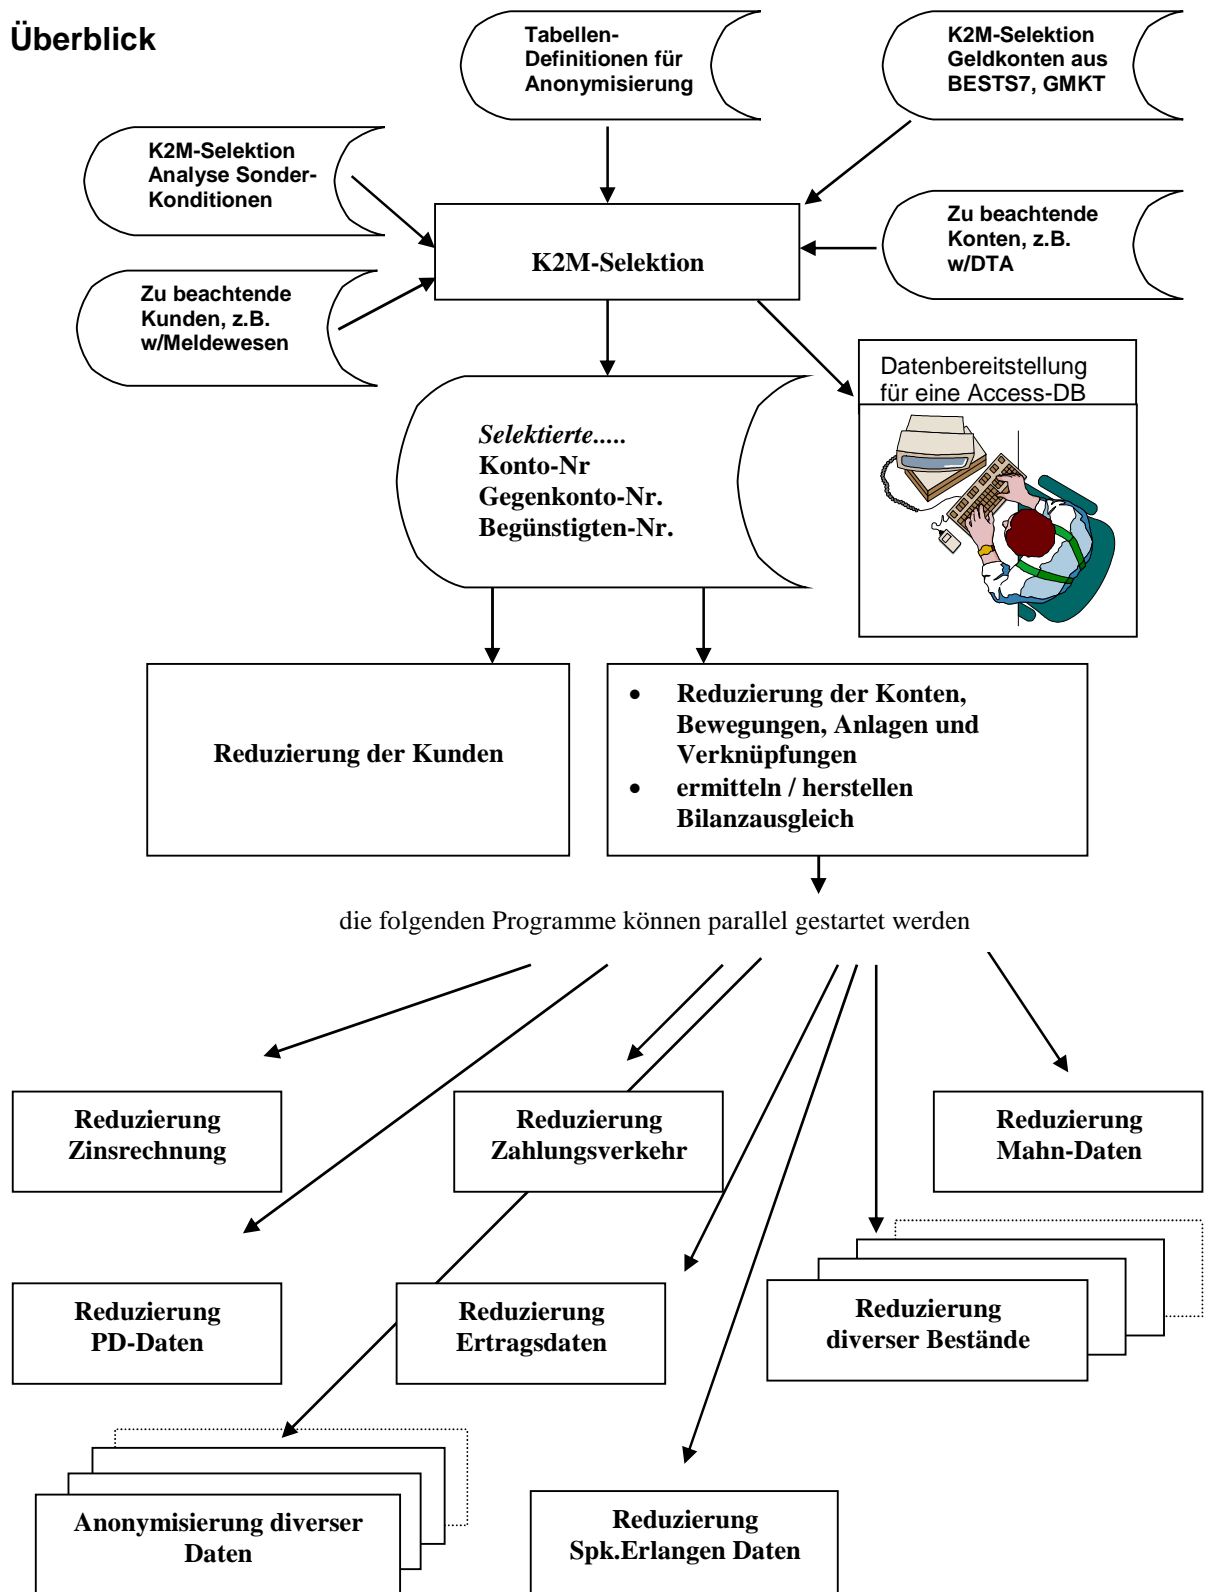 Überblick
Tabellen-
Definitionen für
Anonymisierung
K2M-Selektion
Geldkonten aus
BESTS7, GMKT
K2M-Selektion
Analyse Sonder-
Konditionen
Zu beachtende
Konten, z.B.
w/DTA
K2M-Selektion
Zu beachtende
Kunden, z.B.
w/Meldewesen
Datenbereitstellung
für eine Access-DB
Selektierte.....
Konto-Nr
Gegenkonto-Nr.
Begünstigten-Nr.
Reduzierung der Kunden
• Reduzierung der Konten,
Bewegungen, Anlagen und
Verknüpfungen
• ermitteln / herstellen
Bilanzausgleich
die folgenden Programme können parallel gestartet werden
Reduzierung
Zinsrechnung
Reduzierung
Zahlungsverkehr
Reduzierung
Mahn-Daten
Reduzierung
PD-Daten
Reduzierung
Ertragsdaten
Reduzierung
diverser Bestände
Anonymisierung diverser
Daten
Reduzierung
Spk.Erlangen Daten